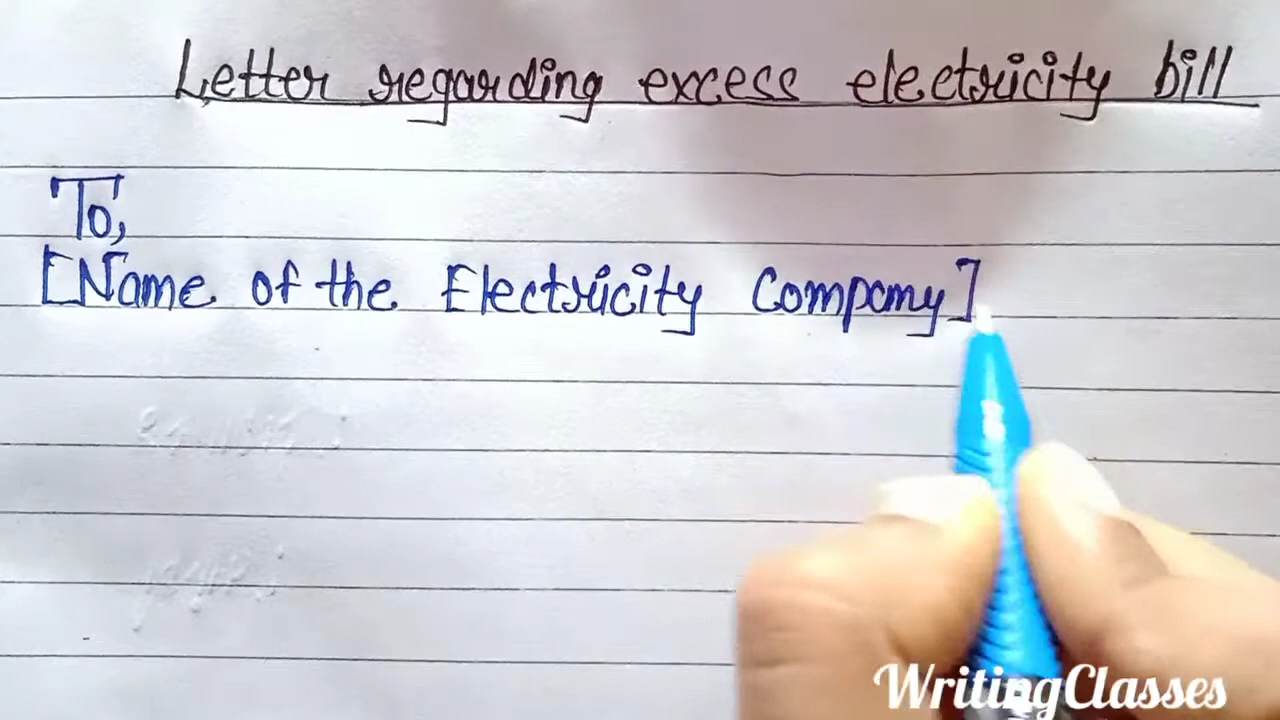 Letter regarding excess electricity bill
To,
[Name of the Electricity Company]
WritingClasses